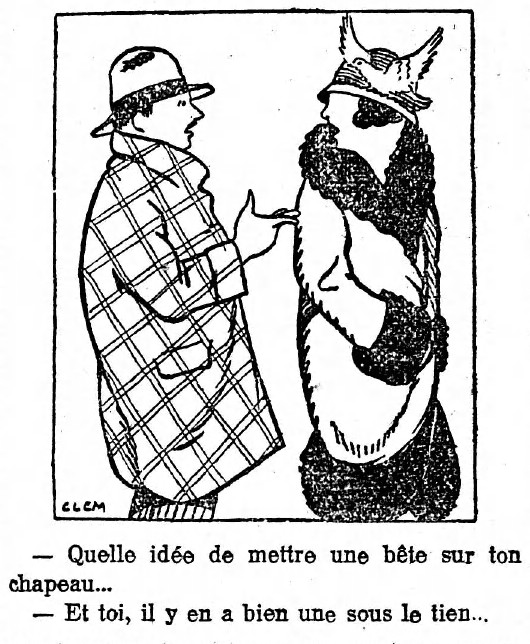 CLEM
— Quelle idée de mettre une bête sur ton
chapeau...
— Et toi, il y en a bien une sous le tien...